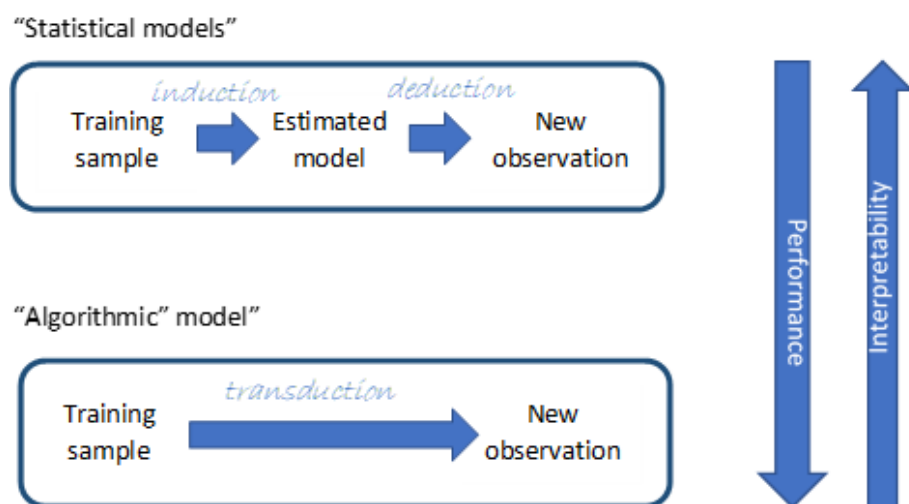 “Statistical models”
induction deduction
Training Estimated New
sample model observation
Performance
Interpretability
“Algorithmic” model”
transduction
Training New
sample observation